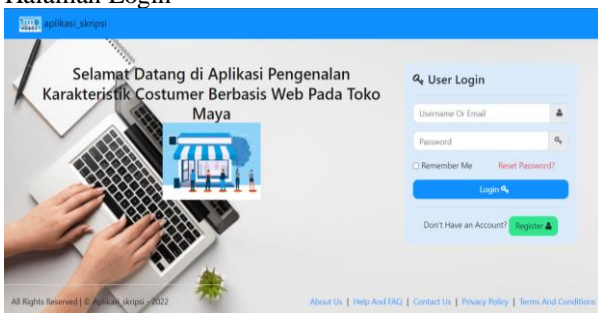 Halaman Login
aplikasi_skripsi
Selamat Datang di Aplikasi Pengenalan
Karakteristik Costumer Berbasis Web Pada Toko
Maya
User Login
Username Or Email
Password
Remember Me Reset Password?
Login
Don't Have an Account? Register
All Rights Reserved | © Aplikasi_skripsi - 2022
About Us | Help And FAQ | Contact Us | Privacy Policy | Terms And Conditions